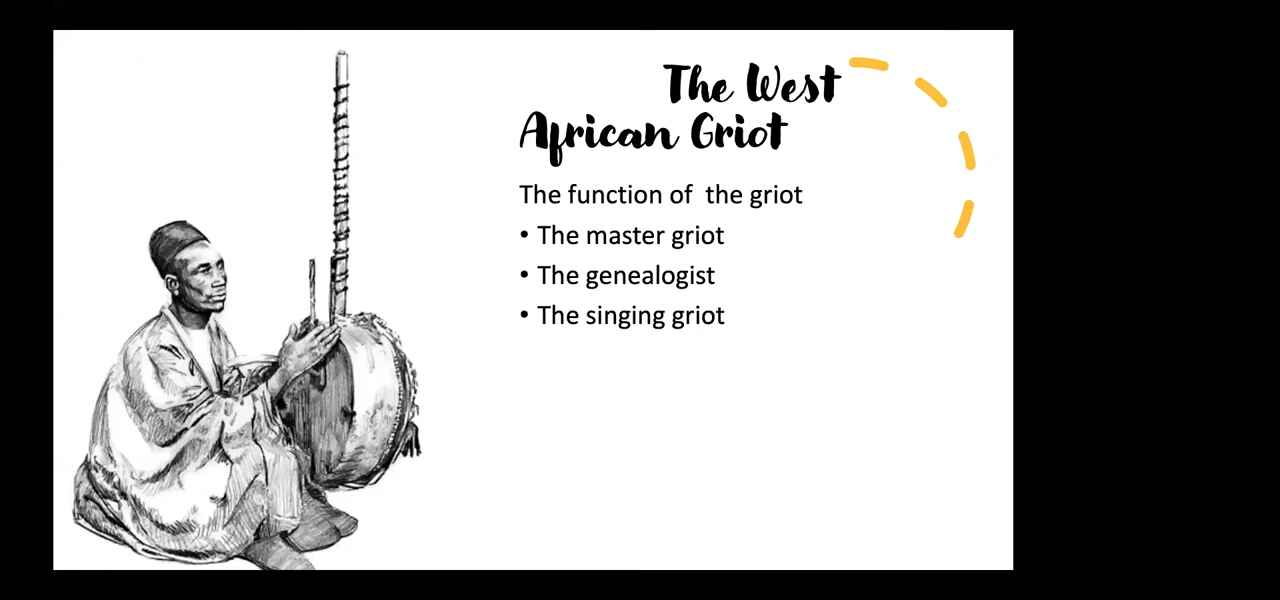 The West
African Griot
The function of  the griot
• The master griot
• The genealogist
• The singing griot